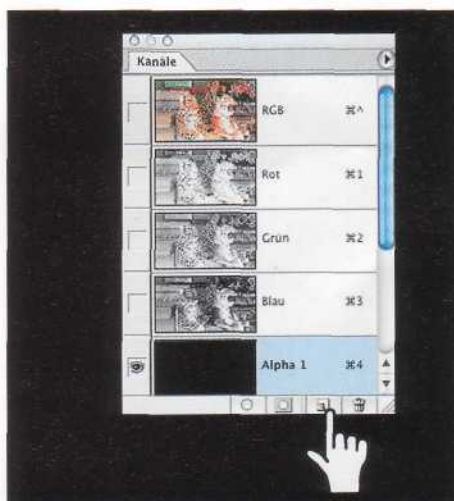 Kanäle
RGB ⌘^
Rot ⌘1
Grün ⌘2
Blau ⌘3
Alpha 1 ⌘4